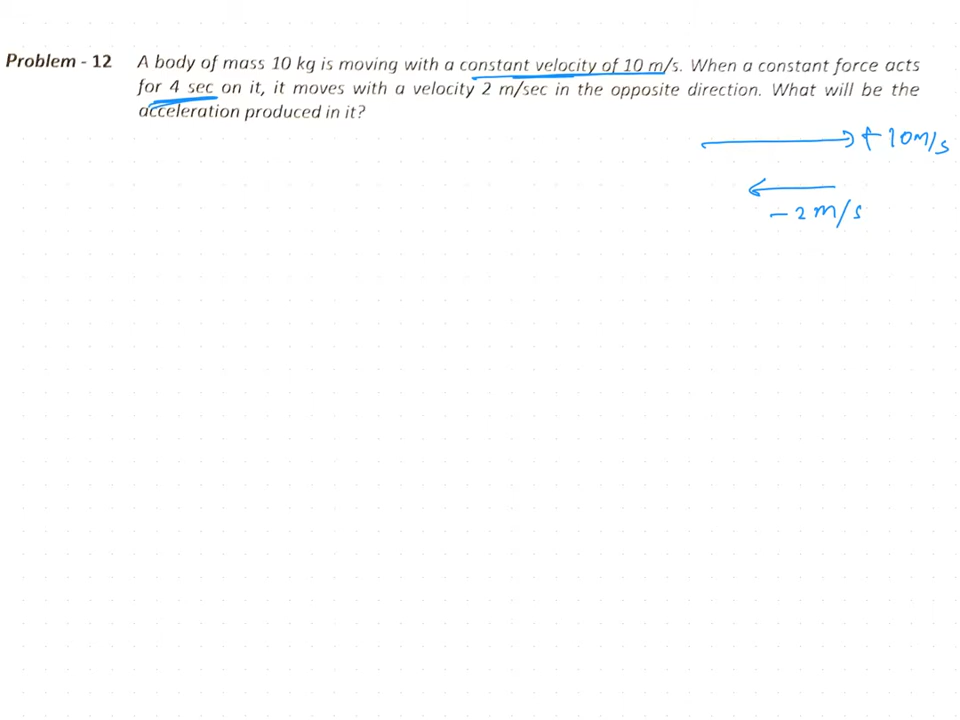 Problem - 12 A body of mass 10 kg is moving with a constant velocity of 10 m/s. When a constant force acts
for 4 sec on it, it moves with a velocity 2 m/sec in the opposite direction. What will be the
acceleration produced in it?
+ 10m/s
- 2 m/s